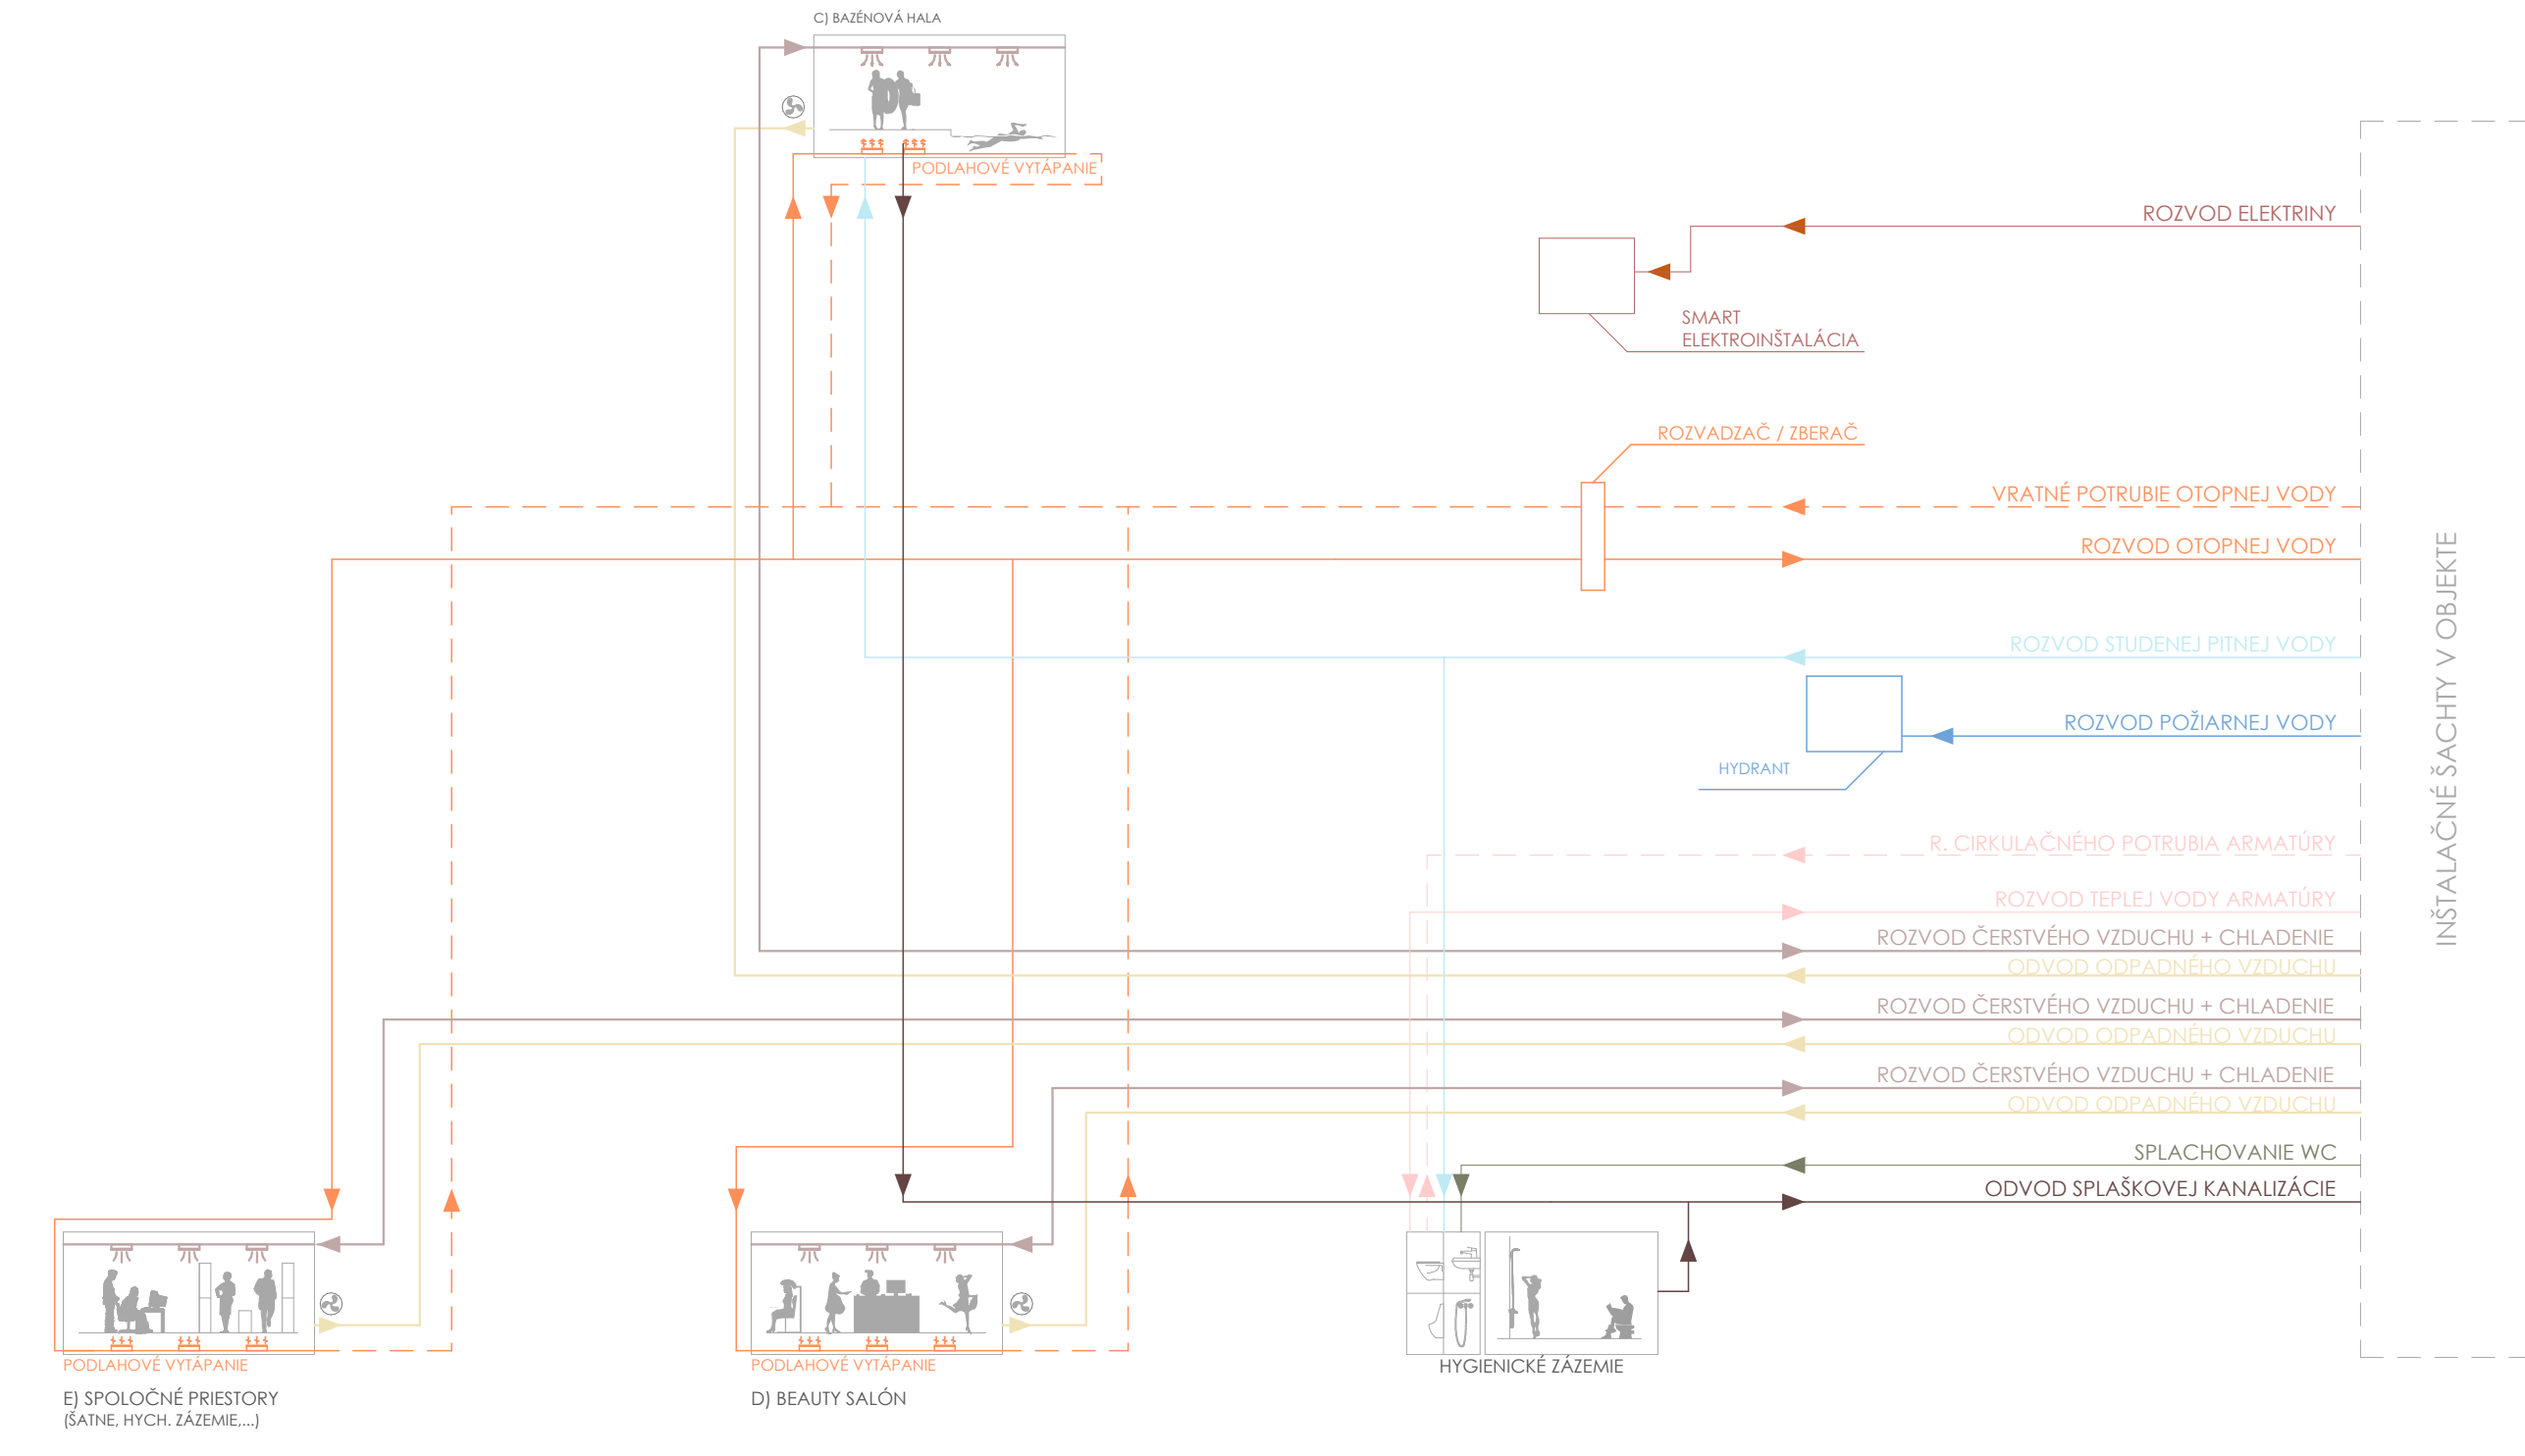 C) BAZÉNOVÁ HALA
PODLAHOVÉ VYTÁPANIE
ROZVOD ELEKTRINY
SMART
ELEKTROINŠTALÁCIA
ROZVADZAČ / ZBERAČ
VRATNÉ POTRUBIE OTOPNEJ VODY
ROZVOD OTOPNEJ VODY
INŠTALAČNÉ ŠACHTY V OBJEKTE
ROZVOD STUDENEJ PITNEJ VODY
ROZVOD POŽIARNEJ VODY
HYDRANT
R. CIRKULAČNÉHO POTRUBIA ARMATÚRY
ROZVOD TEPLEJ VODY ARMATÚRY
ROZVOD ČERSTVÉHO VZDUCHU + CHLADENIE
ODVOD ODPADNÉHO VZDUCHU
ROZVOD ČERSTVÉHO VZDUCHU + CHLADENIE
ODVOD ODPADNÉHO VZDUCHU
ROZVOD ČERSTVÉHO VZDUCHU + CHLADENIE
ODVOD ODPADNÉHO VZDUCHU
SPLACHOVANIE WC
ODVOD SPLAŠKOVEJ KANALIZÁCIE
PODLAHOVÉ VYTÁPANIE
E) SPOLOČNÉ PRIESTORY
(ŠATNE, HYCH. ZÁZEMIE,...)
PODLAHOVÉ VYTÁPANIE
D) BEAUTY SALÓN
HYGIENICKÉ ZÁZEMIE